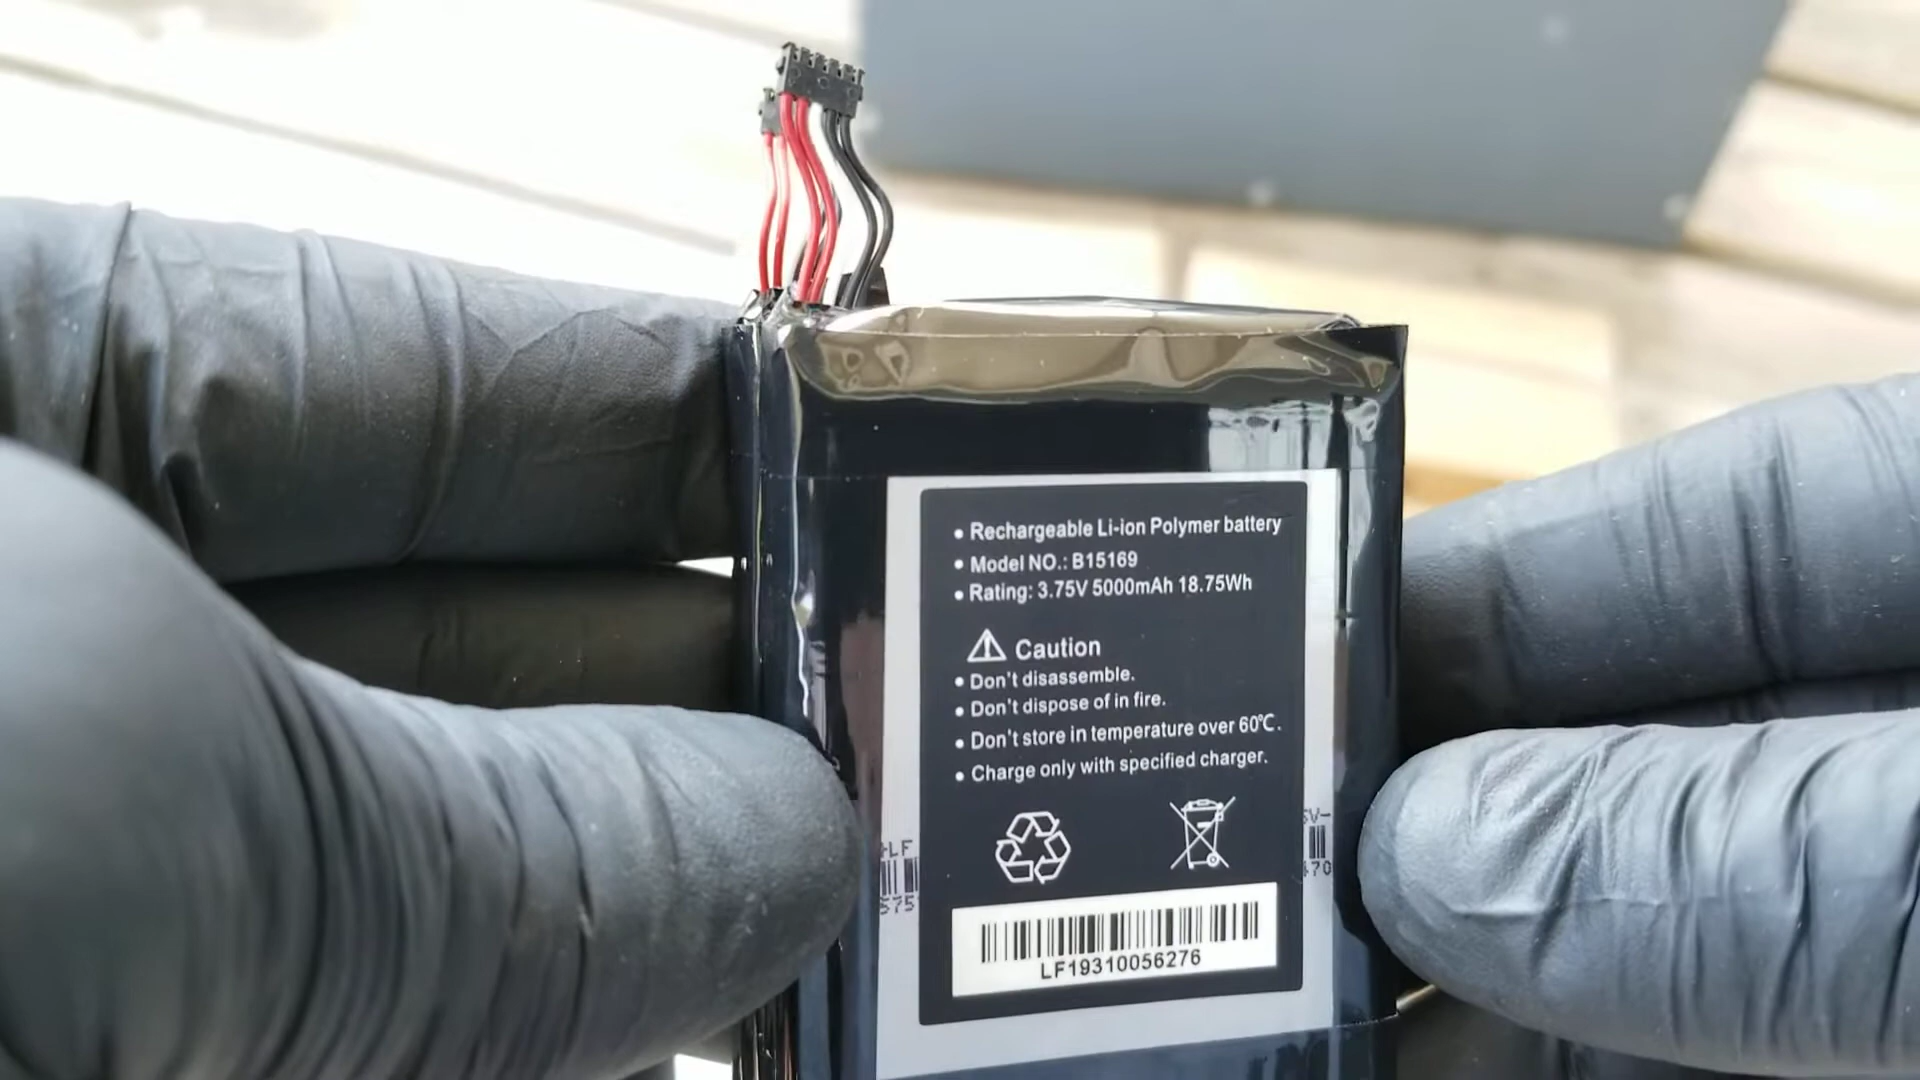 • Rechargeable Li-ion Polymer battery
• Model NO.: B15169
• Rating: 3.75V 5000mAh 18.75Wh
Caution
• Don't disassemble.
• Don't dispose of in fire.
• Don't store in temperature over 60℃.
• Charge only with specified charger.
LF19310056276